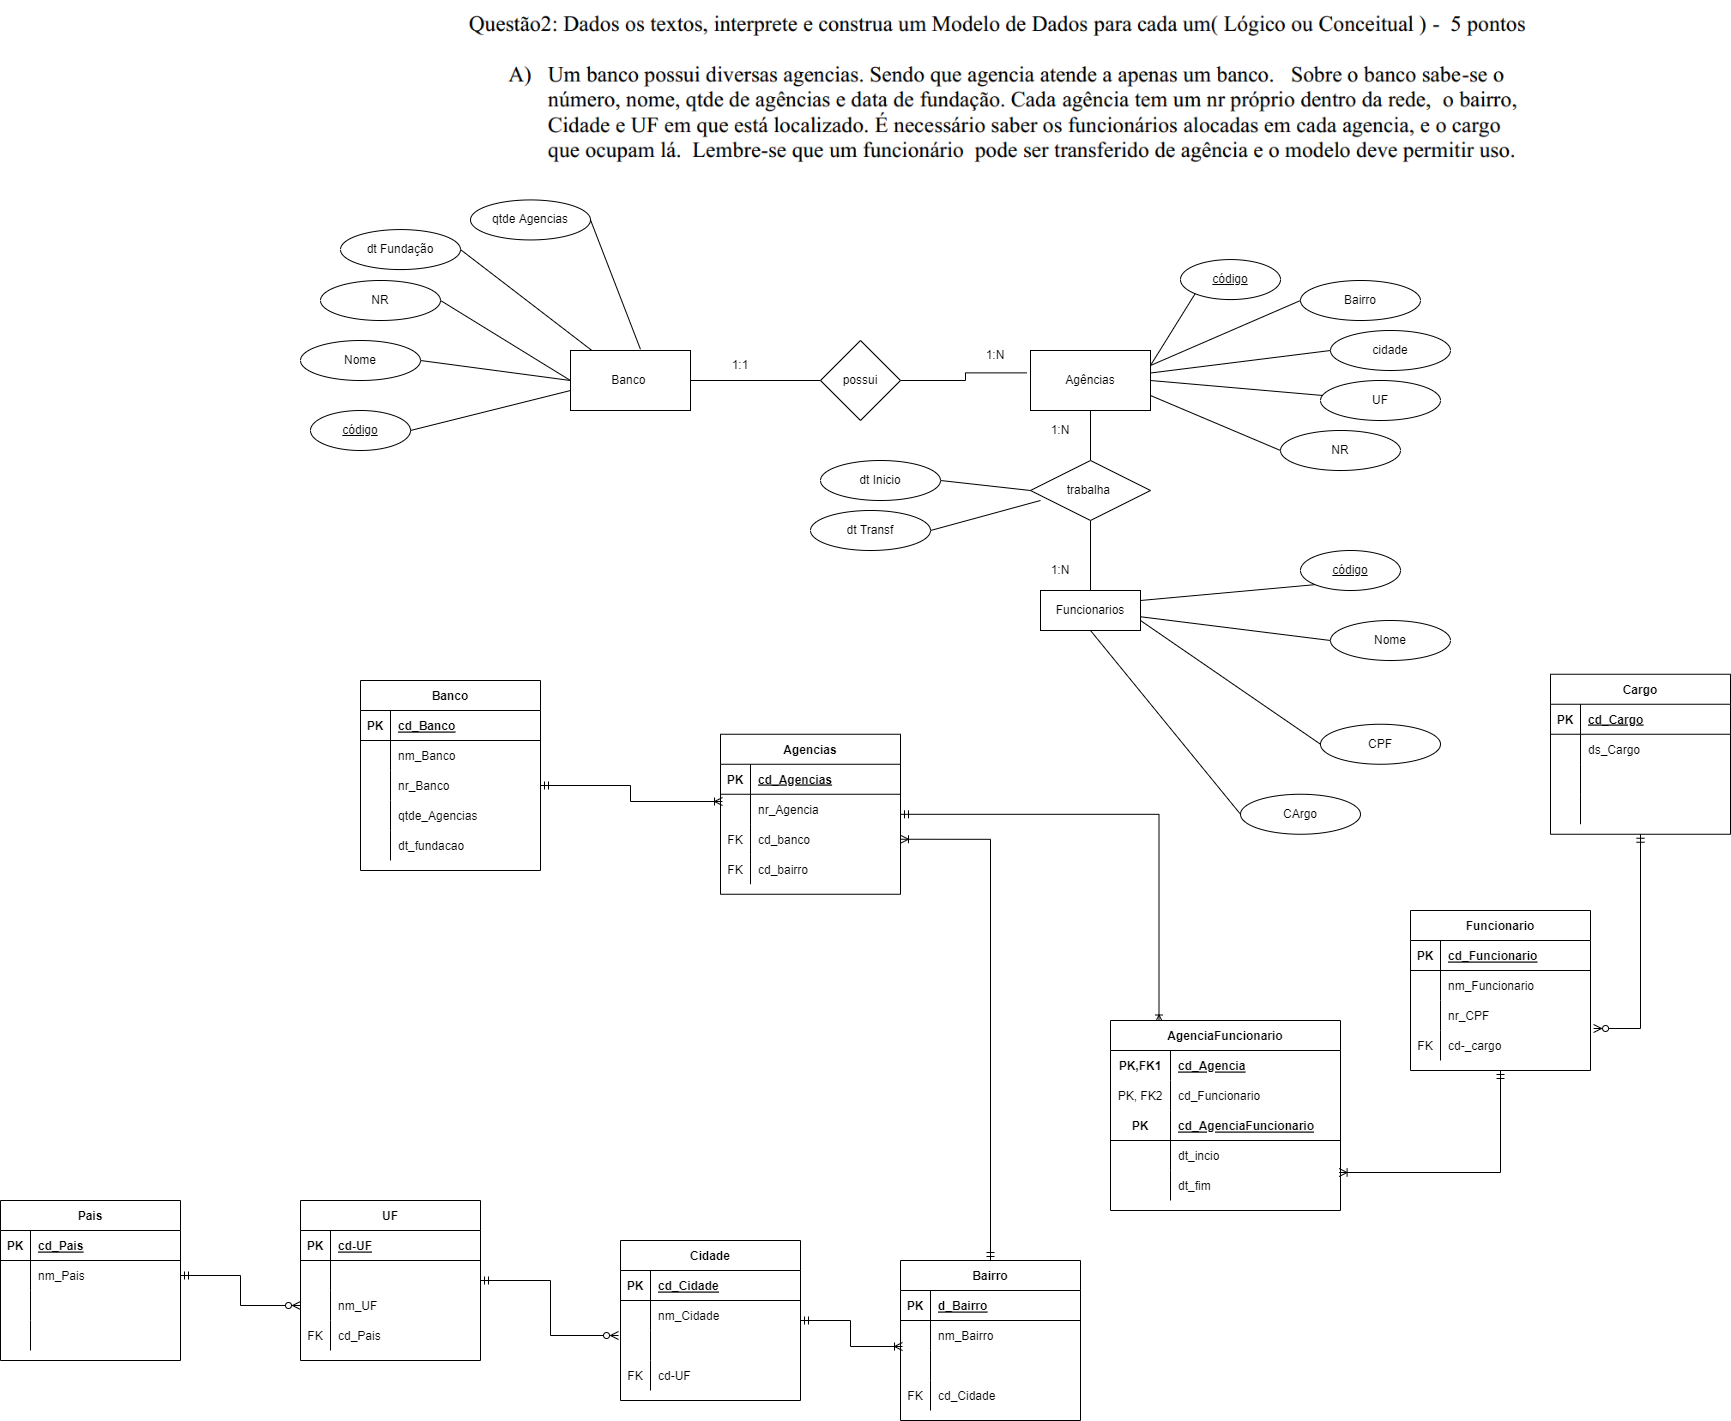 Questão2: Dados os textos, interprete e construa um Modelo de Dados para cada um( Lógico ou Conceitual ) -  5 pontos
A)   Um banco possui diversas agencias. Sendo que agencia atende a apenas um banco.   Sobre o banco sabe-se o
número, nome, qtde de agências e data de fundação. Cada agência tem um nr próprio dentro da rede,  o bairro,
Cidade e UF em que está localizado. É necessário saber os funcionários alocadas em cada agencia, e o cargo
que ocupam lá.  Lembre-se que um funcionário  pode ser transferido de agência e o modelo deve permitir uso.
qtde Agencias
dt Fundação
NR
Nome
código
Banco
1:1
possui
1:N
Agências
código
Bairro
cidade
UF
NR
1:N
dt Inicio
dt Transf
trabalha
1:N
Funcionarios
código
Nome
CPF
CArgo
Banco
PK cd_Banco
nm_Banco
nr_Banco
qtde_Agencias
dt_fundacao
Agencias
PK cd_Agencias
nr_Agencia
FK cd_banco
FK cd_bairro
Cargo
PK cd_Cargo
ds_Cargo
Funcionario
PK cd_Funcionario
nm_Funcionario
nr_CPF
FK cd-_cargo
AgenciaFuncionario
PK,FK1 cd_Agencia
PK, FK2 cd_Funcionario
PK cd_AgenciaFuncionario
dt_incio
dt_fim
Pais
PK cd_Pais
nm_Pais
UF
PK cd-UF
nm_UF
FK cd_Pais
Cidade
PK cd_Cidade
nm_Cidade
FK cd-UF
Bairro
PK d_Bairro
nm_Bairro
FK cd_Cidade